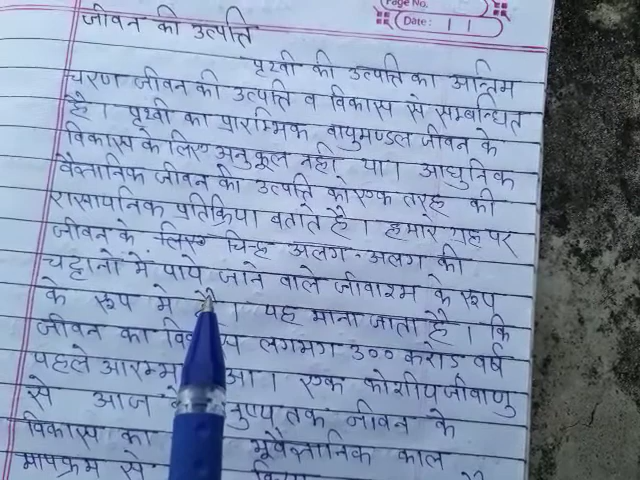 Page No.
Date: | |
जीवन की उत्पति
पृथ्वी की उत्पति का अन्तिम
चरण जीवन की उत्पति व विकास से सम्बन्धित
है। पृथ्वी का प्रारम्भिक वायुमण्डल जीवन के
विकास के लिए अनुकूल नहीं था। आधुनिक
वैज्ञानिक जीवन की उत्पति को एक तरह की
रासायनिक प्रतिक्रिया बताते है। हमारे ग्रह पर
जीवन के लिए चिन्ह अलग-अलग की
चट्टानों में पाये जाने वाले जीवाश्म के रूप
के रूप मे है। यह माना जाता है। कि
जीवन का लगभग 300 करोड वर्ष
पहले आरम्भ एक कोशीय जीवाणु
से आज तक जीवन के
विकास का भूवैज्ञानिक काल
मापक्रम से